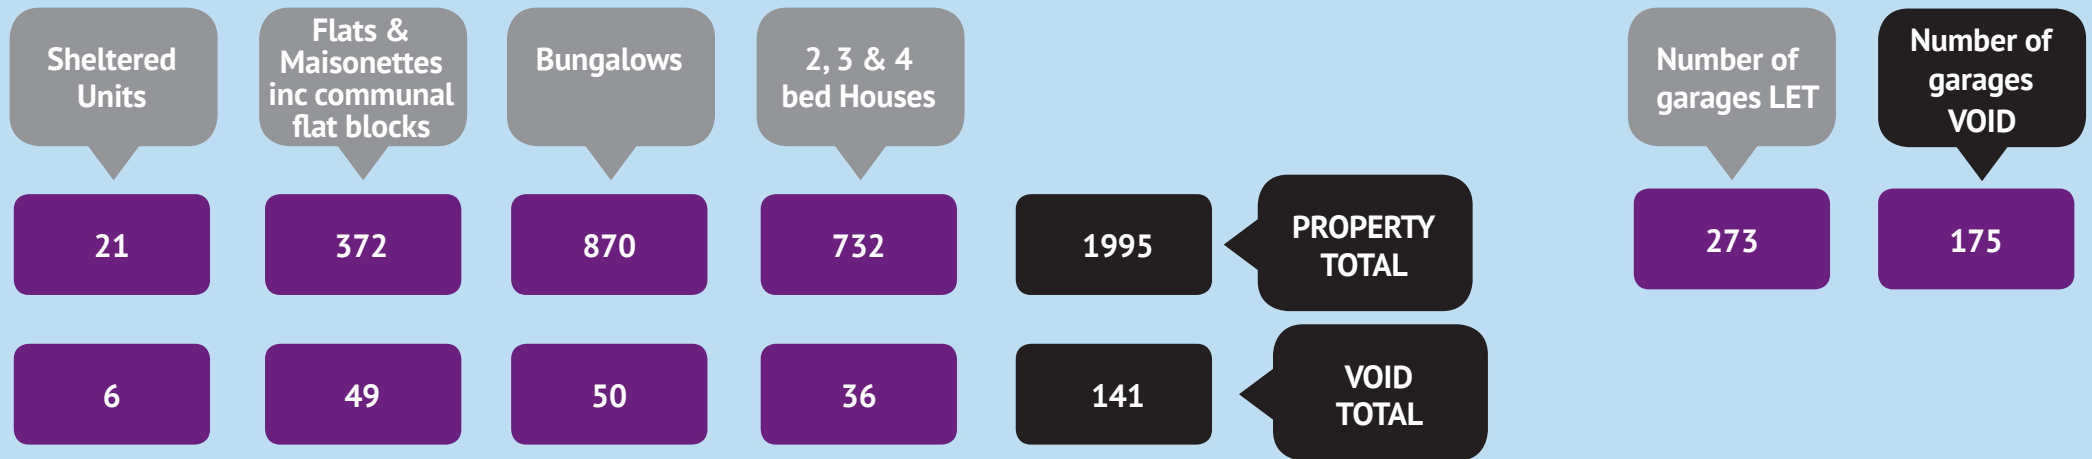 Sheltered
Units
Flats &
Maisonettes
inc communal
flat blocks
Bungalows
2, 3 & 4
bed Houses
Number of
garages LET
Number of
garages
VOID
21
372
870
732
1995
PROPERTY
TOTAL
273
175
6
49
50
36
141
VOID
TOTAL